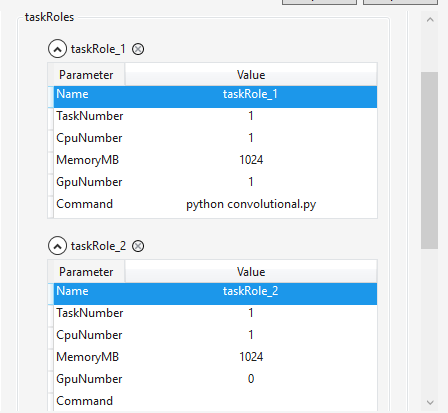 taskRoles
taskRole_1
Parameter Value
Name taskRole_1
TaskNumber 1
CpuNumber 1
MemoryMB 1024
GpuNumber 1
Command python convolutional.py
taskRole_2
Parameter Value
Name taskRole_2
TaskNumber 1
CpuNumber 1
MemoryMB 1024
GpuNumber 0
Command